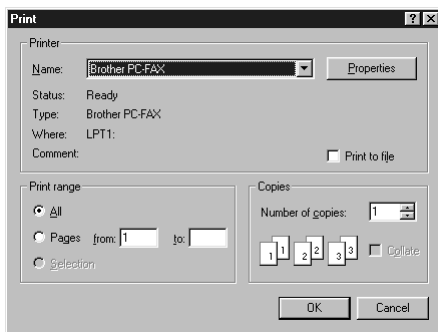 Print
Printer
Name: Brother PC-FAX Properties
Status: Ready
Type: Brother PC-FAX
Where: LPT1:
Comment: Print to file
Print range
All
Pages from: 1 to:
Selection
Copies
Number of copies: 1
1 1 2 2 3 3 Collate
OK Cancel